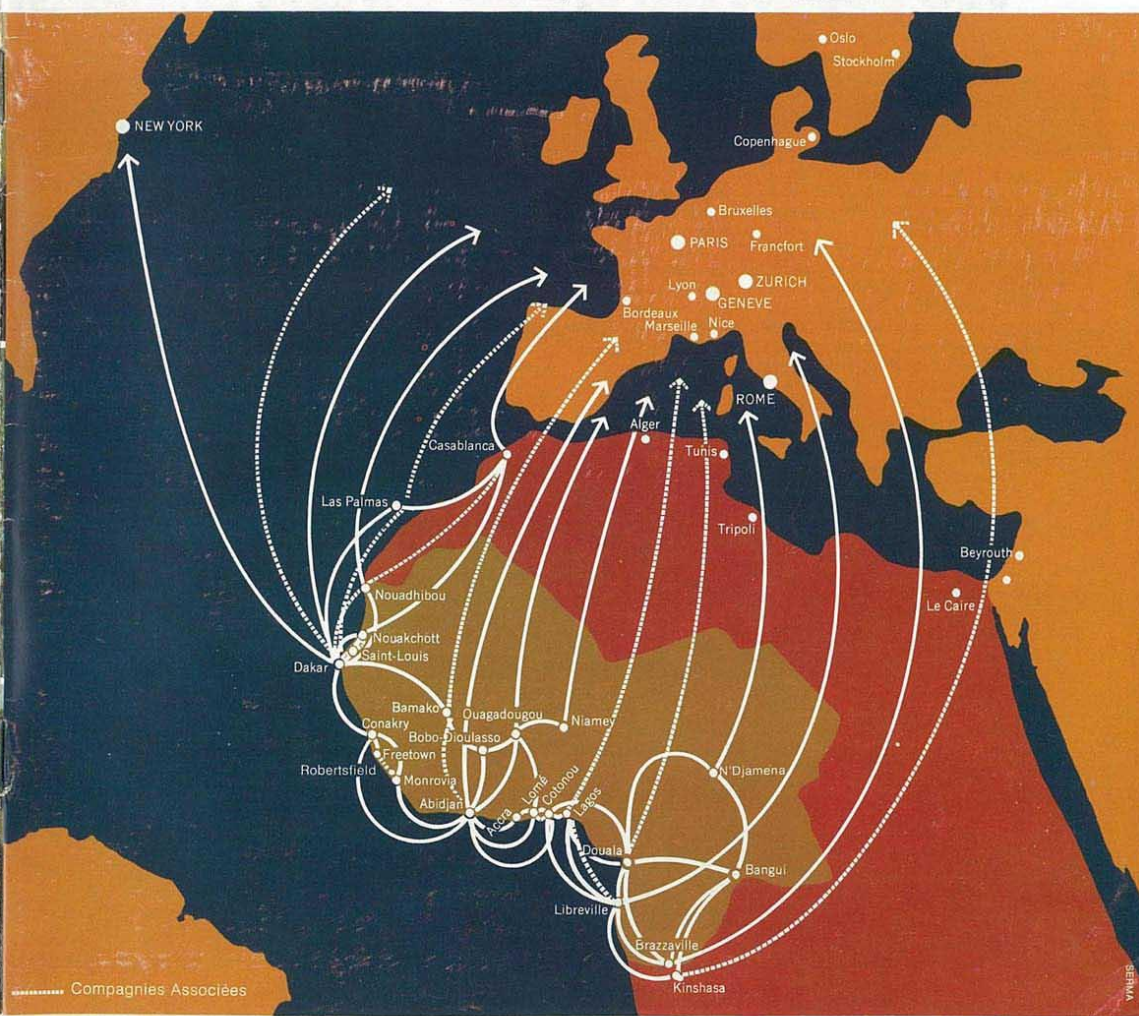 Oslo
Stockholm
NEW YORK
Copenhague
Bruxelles
PARIS
Francfort
Lyon
ZURICH
GENEVE
Bordeaux
Marseille
Nice
ROME
Casablanca
Alger
Tunis
Las Palmas
Tripoli
Beyrouth
Le Caire
Nouadhibou
Nouakchott
Saint-Louis
Dakar
Bamako
Ouagadougou
Niamey
Conakry
Bobo-Dioulasso
Freetown
Robertsfield
Monrovia
N'Djamena
Abidjan
Accra
Lomé
Cotonou
Lagos
Douala
Bangui
Libreville
Brazzaville
Kinshasa
Compagnies Associées
SERMA